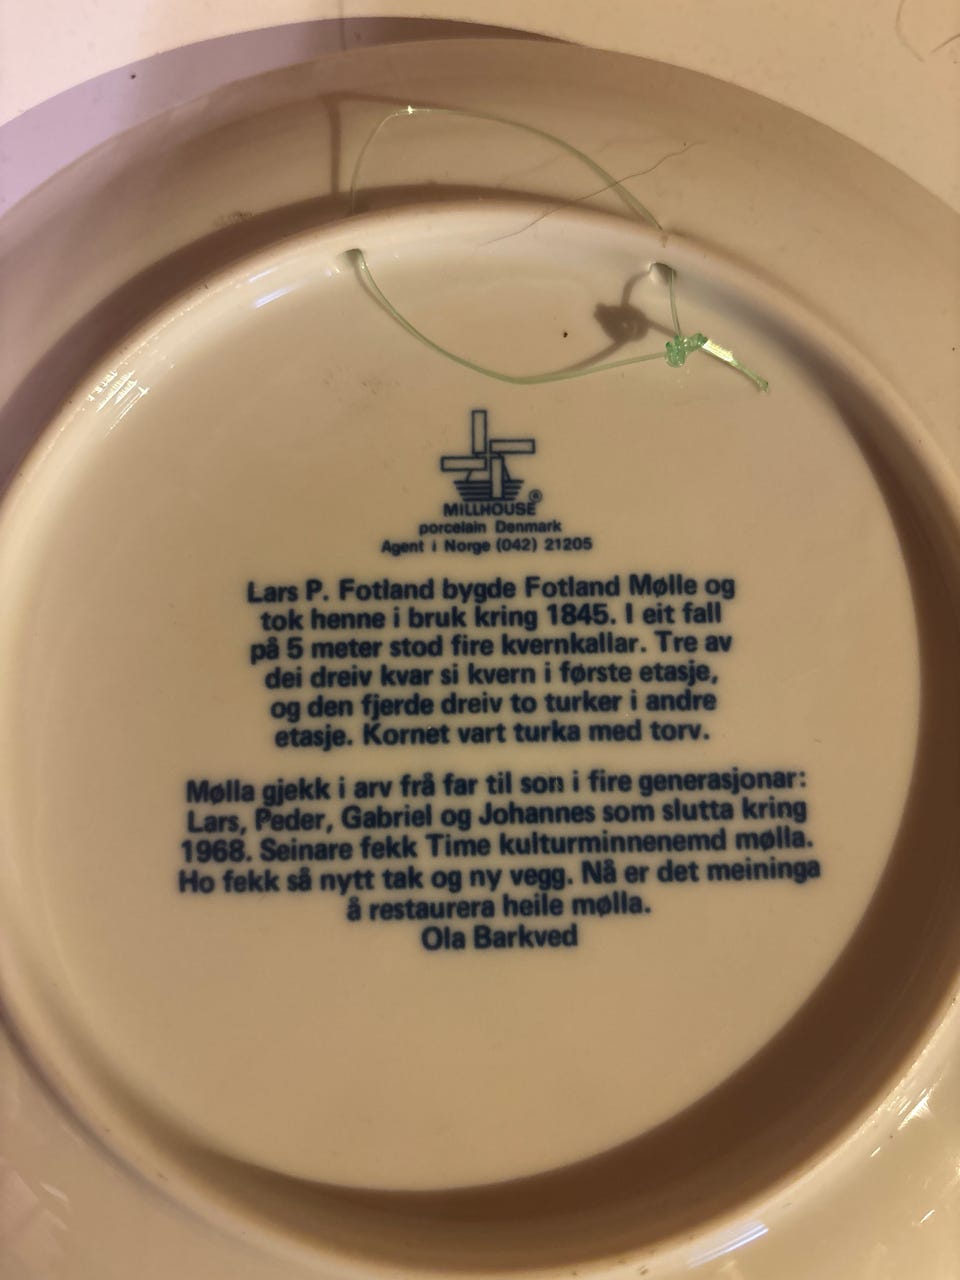 MILLHOUSE ®
porcelain Denmark
Agent i Norge (042) 21205
Lars P. Fotland bygde Fotland Mølle og
tok henne i bruk kring 1845. I eit fall
på 5 meter stod fire kvernkallar. Tre av
dei dreiv kvar si kvern i første etasje,
og den fjerde dreiv to turker i andre
etasje. Kornet vart turka med torv.
Mølla gjekk i arv frå far til son i fire generasjonar:
Lars, Peder, Gabriel og Johannes som slutta kring
1968. Seinare fekk Time kulturminnenemd mølla.
Ho fekk så nytt tak og ny vegg. Nå er det meininga
å restaurera heile mølla.
Ola Barkved